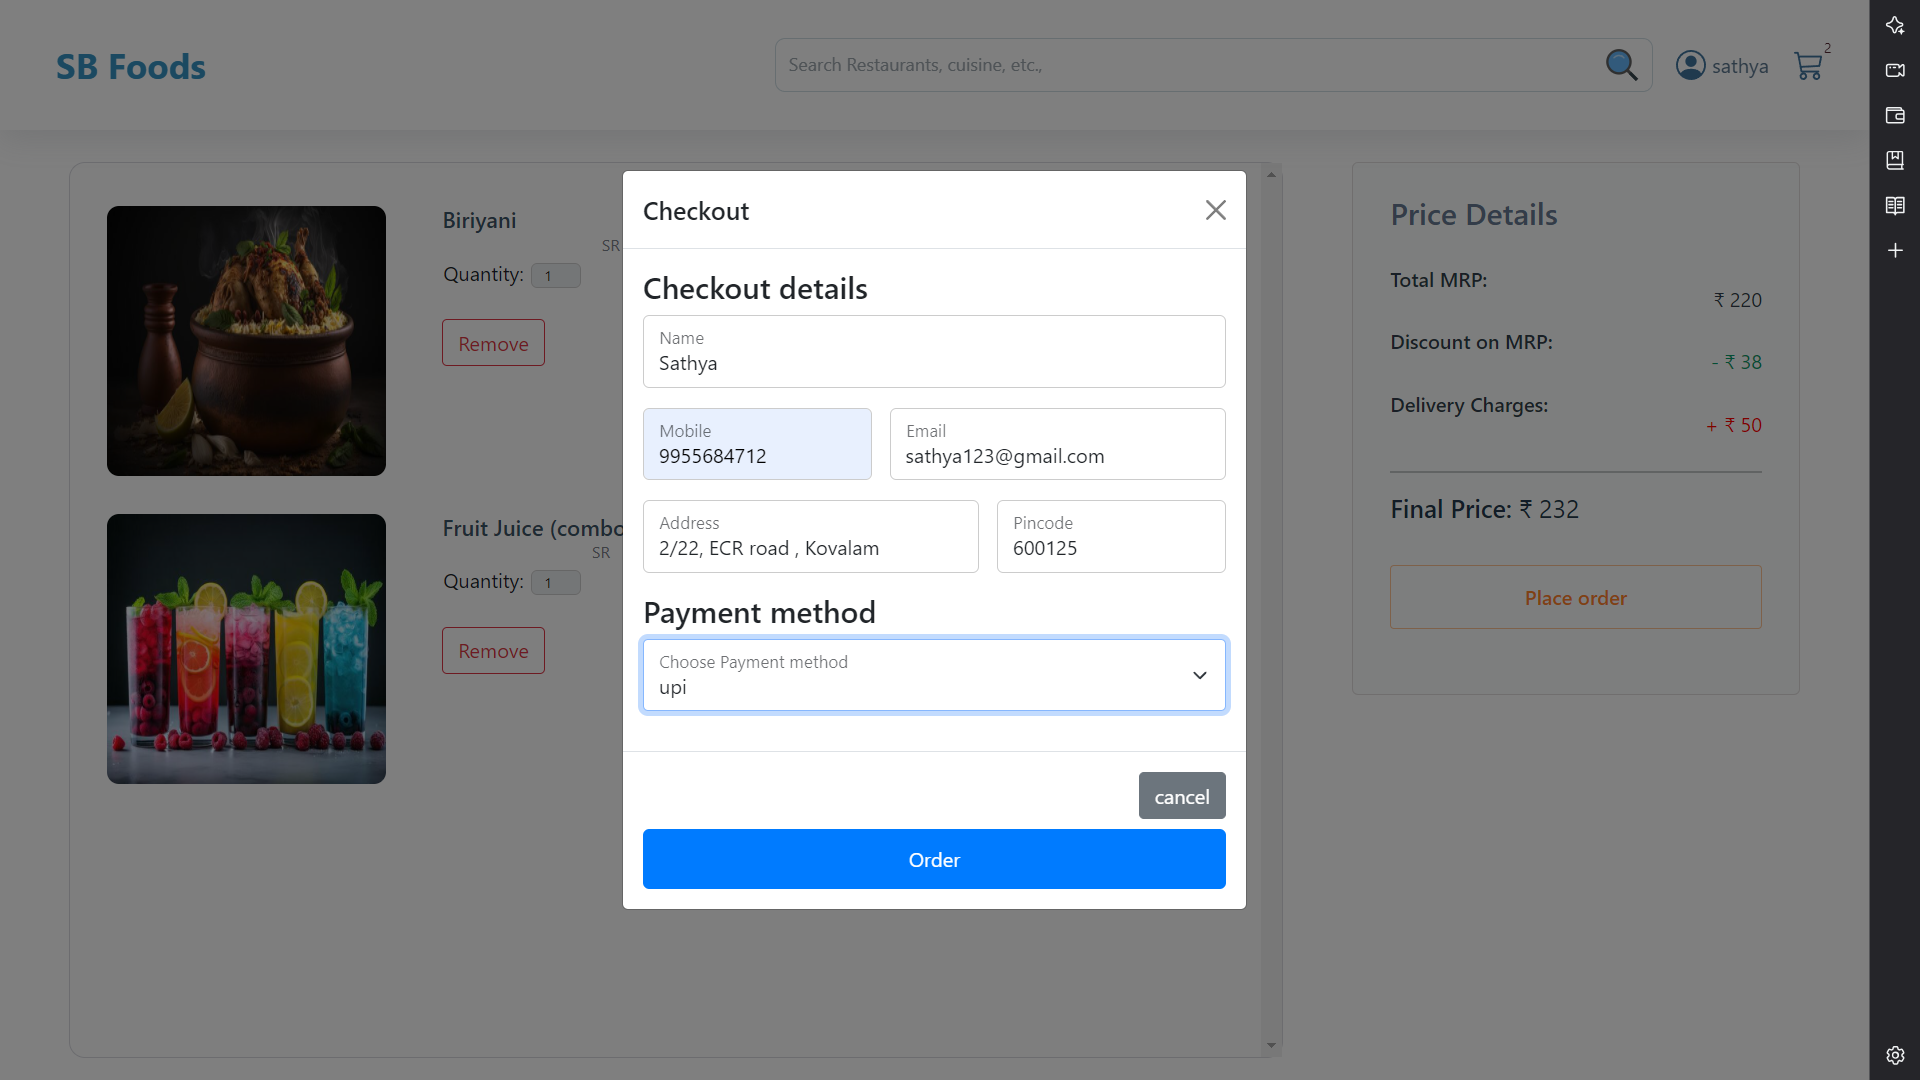 SB Foods
Search Restaurants, cuisine, etc.,
sathya
2
Biriyani
SR
Quantity: 1
Remove
Fruit Juice (combo
SR
Quantity: 1
Remove
Checkout
Checkout details
Name
Sathya
Mobile
9955684712
Email
sathya123@gmail.com
Address
2/22, ECR road , Kovalam
Pincode
600125
Payment method
Choose Payment method
upi
cancel
Order
Price Details
Total MRP:
₹ 220
Discount on MRP:
- ₹ 38
Delivery Charges:
+ ₹ 50
Final Price: ₹ 232
Place order